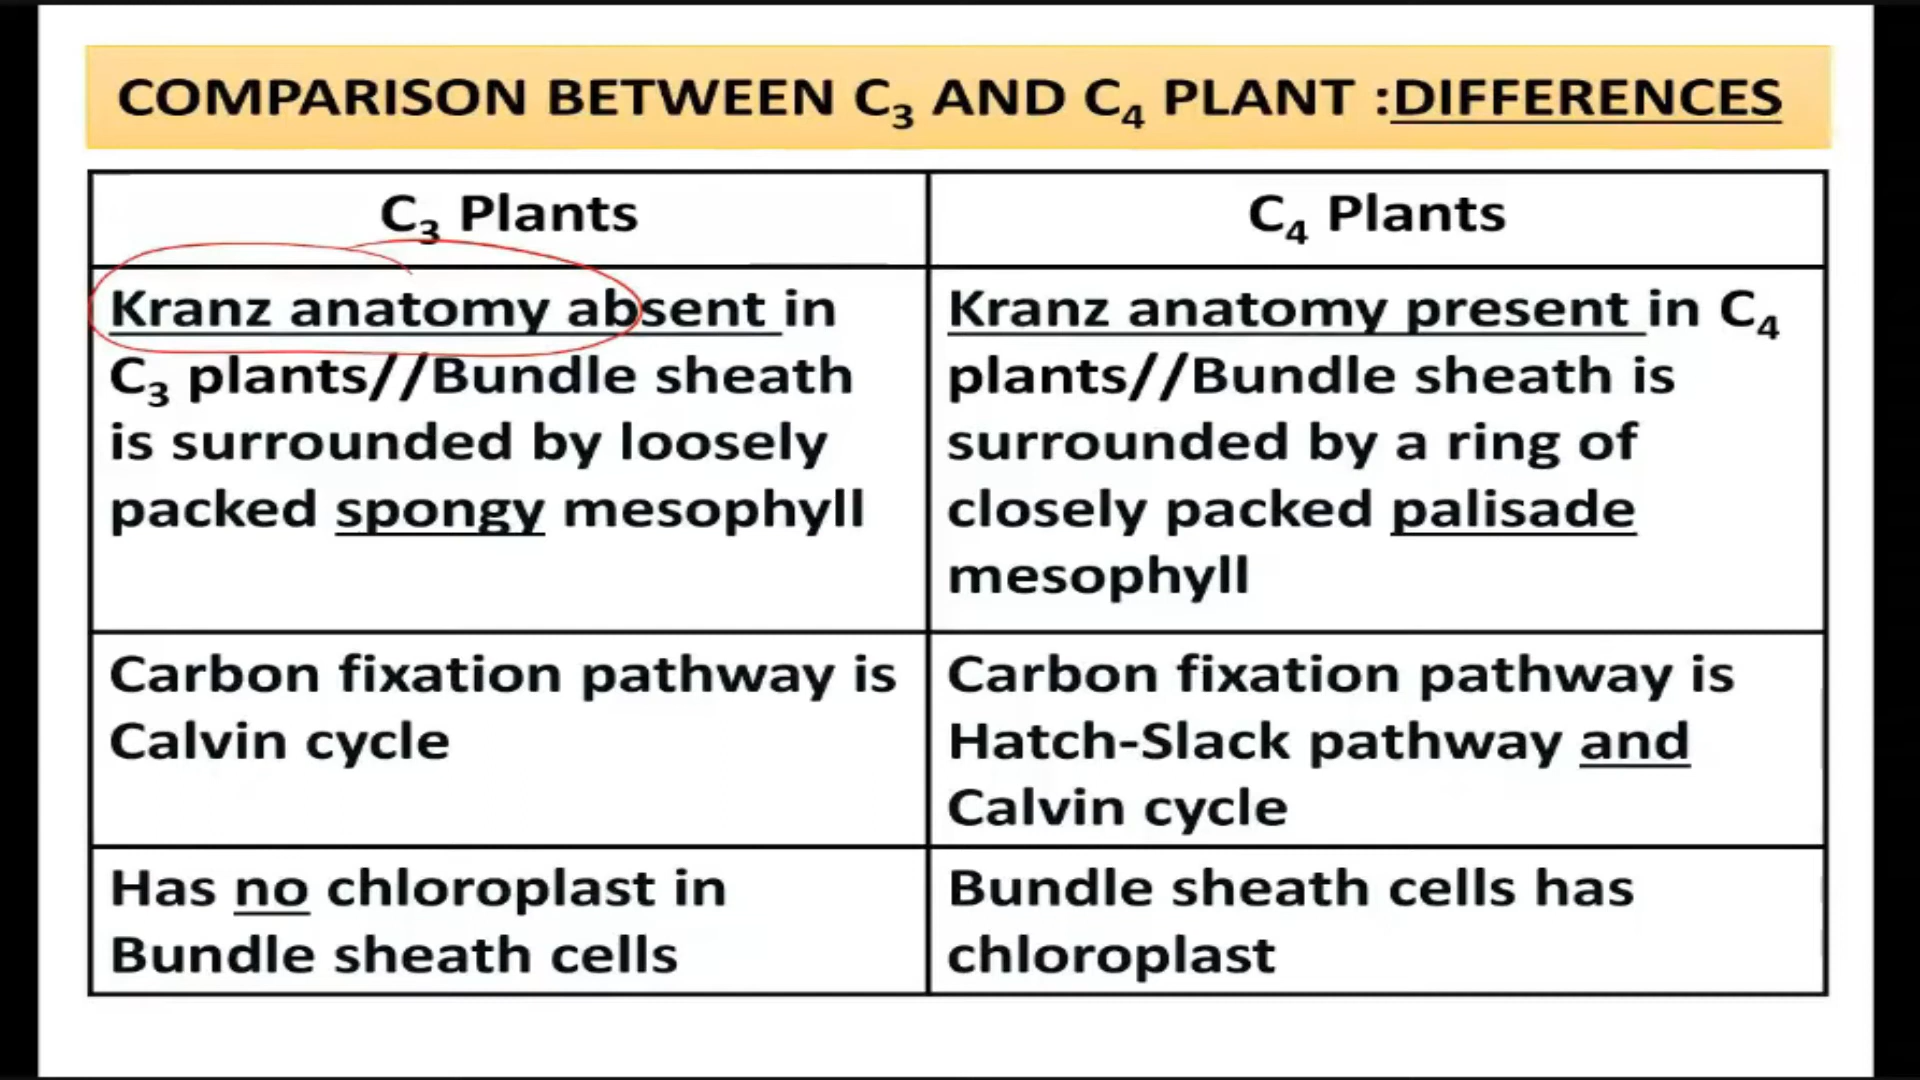 COMPARISON BETWEEN C₃ AND C₄ PLANT :DIFFERENCES
C₃ Plants
C₄ Plants
Kranz anatomy absent in
C₃ plants//Bundle sheath
is surrounded by loosely
packed spongy mesophyll
Kranz anatomy present in C₄
plants//Bundle sheath is
surrounded by a ring of
closely packed palisade
mesophyll
Carbon fixation pathway is
Calvin cycle
Carbon fixation pathway is
Hatch-Slack pathway and
Calvin cycle
Has no chloroplast in
Bundle sheath cells
Bundle sheath cells has
chloroplast